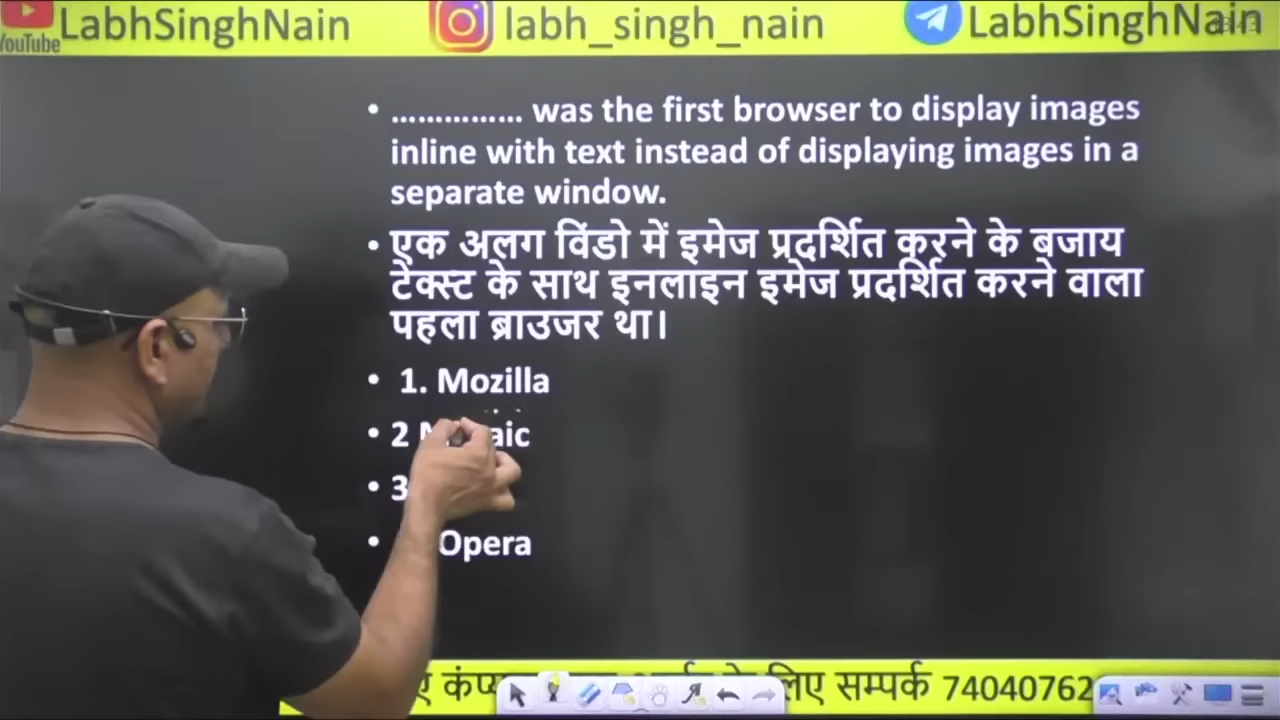 YouTube LabhSinghNain labh_singh_nain LabhSinghNain
• ............... was the first browser to display images
inline with text instead of displaying images in a
separate window.
• एक अलग विंडो में इमेज प्रदर्शित करने के बजाय
टेक्स्ट के साथ इनलाइन इमेज प्रदर्शित करने वाला
पहला ब्राउजर था।
• 1. Mozilla
• 2
• 3
• Opera
के लिए सम्पर्क 74040762